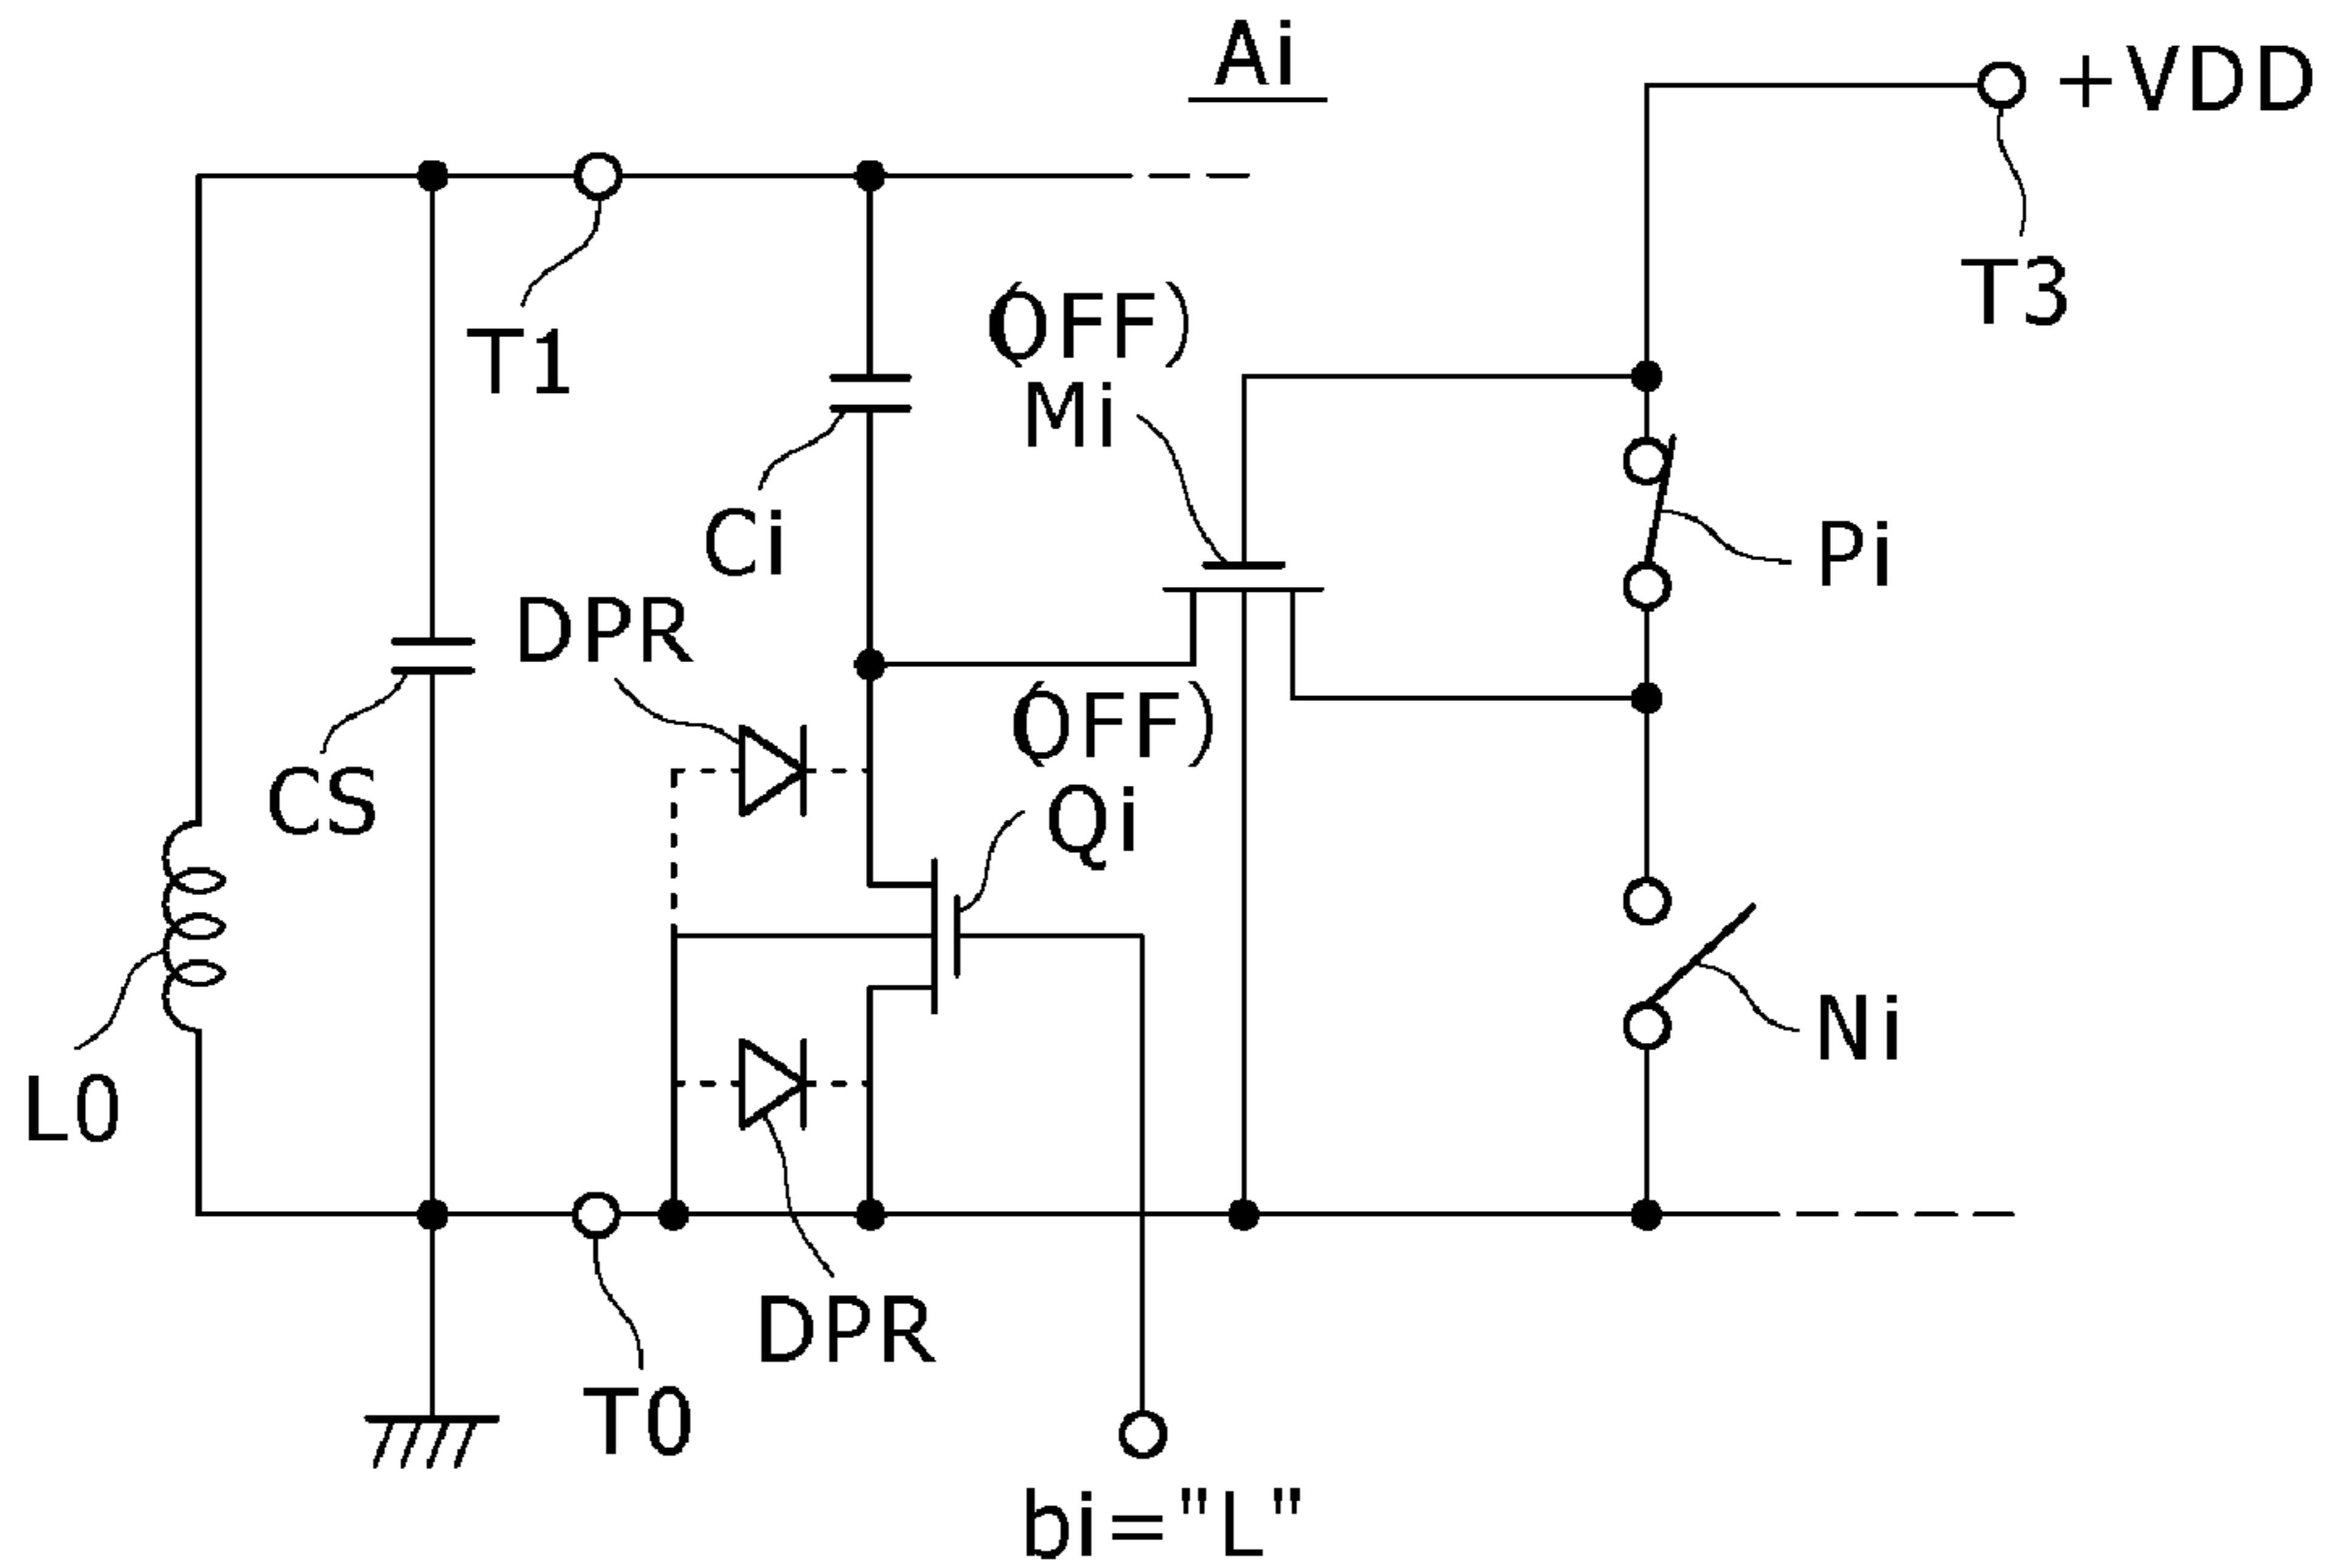 Ai
+VDD
T3
T1
(OFF)
Mi
Ci
Pi
DPR
(OFF)
CS
Qi
Ni
L0
DPR
T0
bi="L"